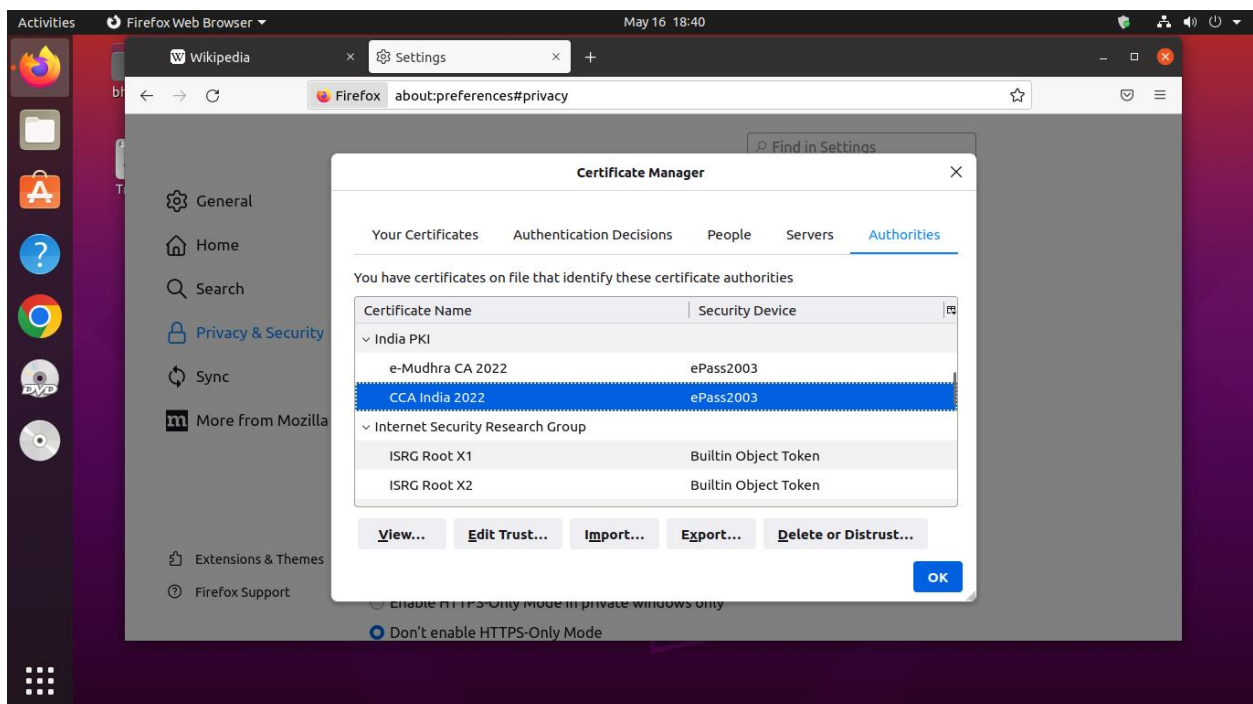 Activities Firefox Web Browser May 16 18:40
Wikipedia Settings
Firefox about:preferences#privacy
Find in Settings
Certificate Manager
General
Home
Search
Privacy & Security
Sync
More from Mozilla
Extensions & Themes
Firefox Support
Your Certificates Authentication Decisions People Servers Authorities
You have certificates on file that identify these certificate authorities
Certificate Name Security Device
India PKI
e-Mudhra CA 2022 ePass2003
CCA India 2022 ePass2003
Internet Security Research Group
ISRG Root X1 Builtin Object Token
ISRG Root X2 Builtin Object Token
View... Edit Trust... Import... Export... Delete or Distrust...
OK
Enable HTTPS-Only Mode in private windows only
Don't enable HTTPS-Only Mode
DVD